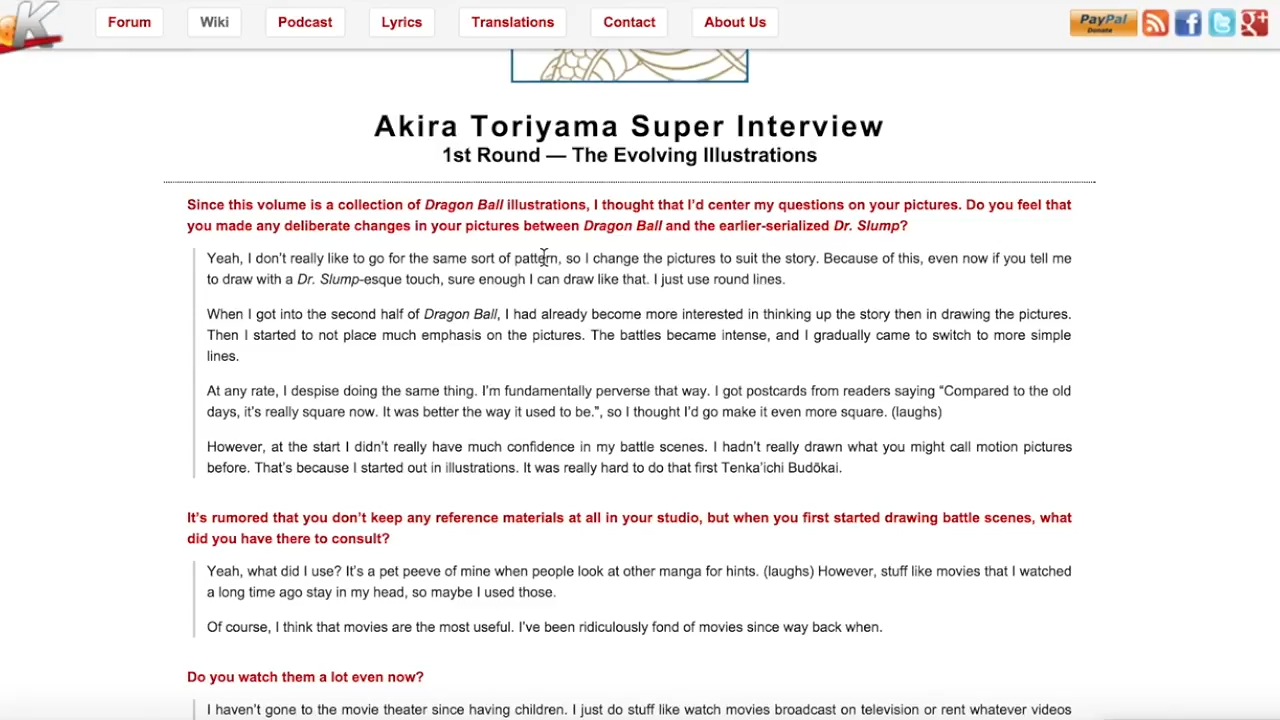 K
Forum Wiki Podcast Lyrics Translations Contact About Us PayPal Donate
Akira Toriyama Super Interview
1st Round — The Evolving Illustrations
Since this volume is a collection of Dragon Ball illustrations, I thought that I'd center my questions on your pictures. Do you feel that
you made any deliberate changes in your pictures between Dragon Ball and the earlier-serialized Dr. Slump?
Yeah, I don't really like to go for the same sort of pattern, so I change the pictures to suit the story. Because of this, even now if you tell me
to draw with a Dr. Slump-esque touch, sure enough I can draw like that. I just use round lines.
When I got into the second half of Dragon Ball, I had already become more interested in thinking up the story then in drawing the pictures.
Then I started to not place much emphasis on the pictures. The battles became intense, and I gradually came to switch to more simple
lines.
At any rate, I despise doing the same thing. I'm fundamentally perverse that way. I got postcards from readers saying “Compared to the old
days, it's really square now. It was better the way it used to be.”, so I thought I'd go make it even more square. (laughs)
However, at the start I didn't really have much confidence in my battle scenes. I hadn't really drawn what you might call motion pictures
before. That's because I started out in illustrations. It was really hard to do that first Tenka'ichi Budōkai.
It's rumored that you don't keep any reference materials at all in your studio, but when you first started drawing battle scenes, what
did you have there to consult?
Yeah, what did I use? It's a pet peeve of mine when people look at other manga for hints. (laughs) However, stuff like movies that I watched
a long time ago stay in my head, so maybe I used those.
Of course, I think that movies are the most useful. I've been ridiculously fond of movies since way back when.
Do you watch them a lot even now?
I haven't gone to the movie theater since having children. I just do stuff like watch movies broadcast on television or rent whatever videos